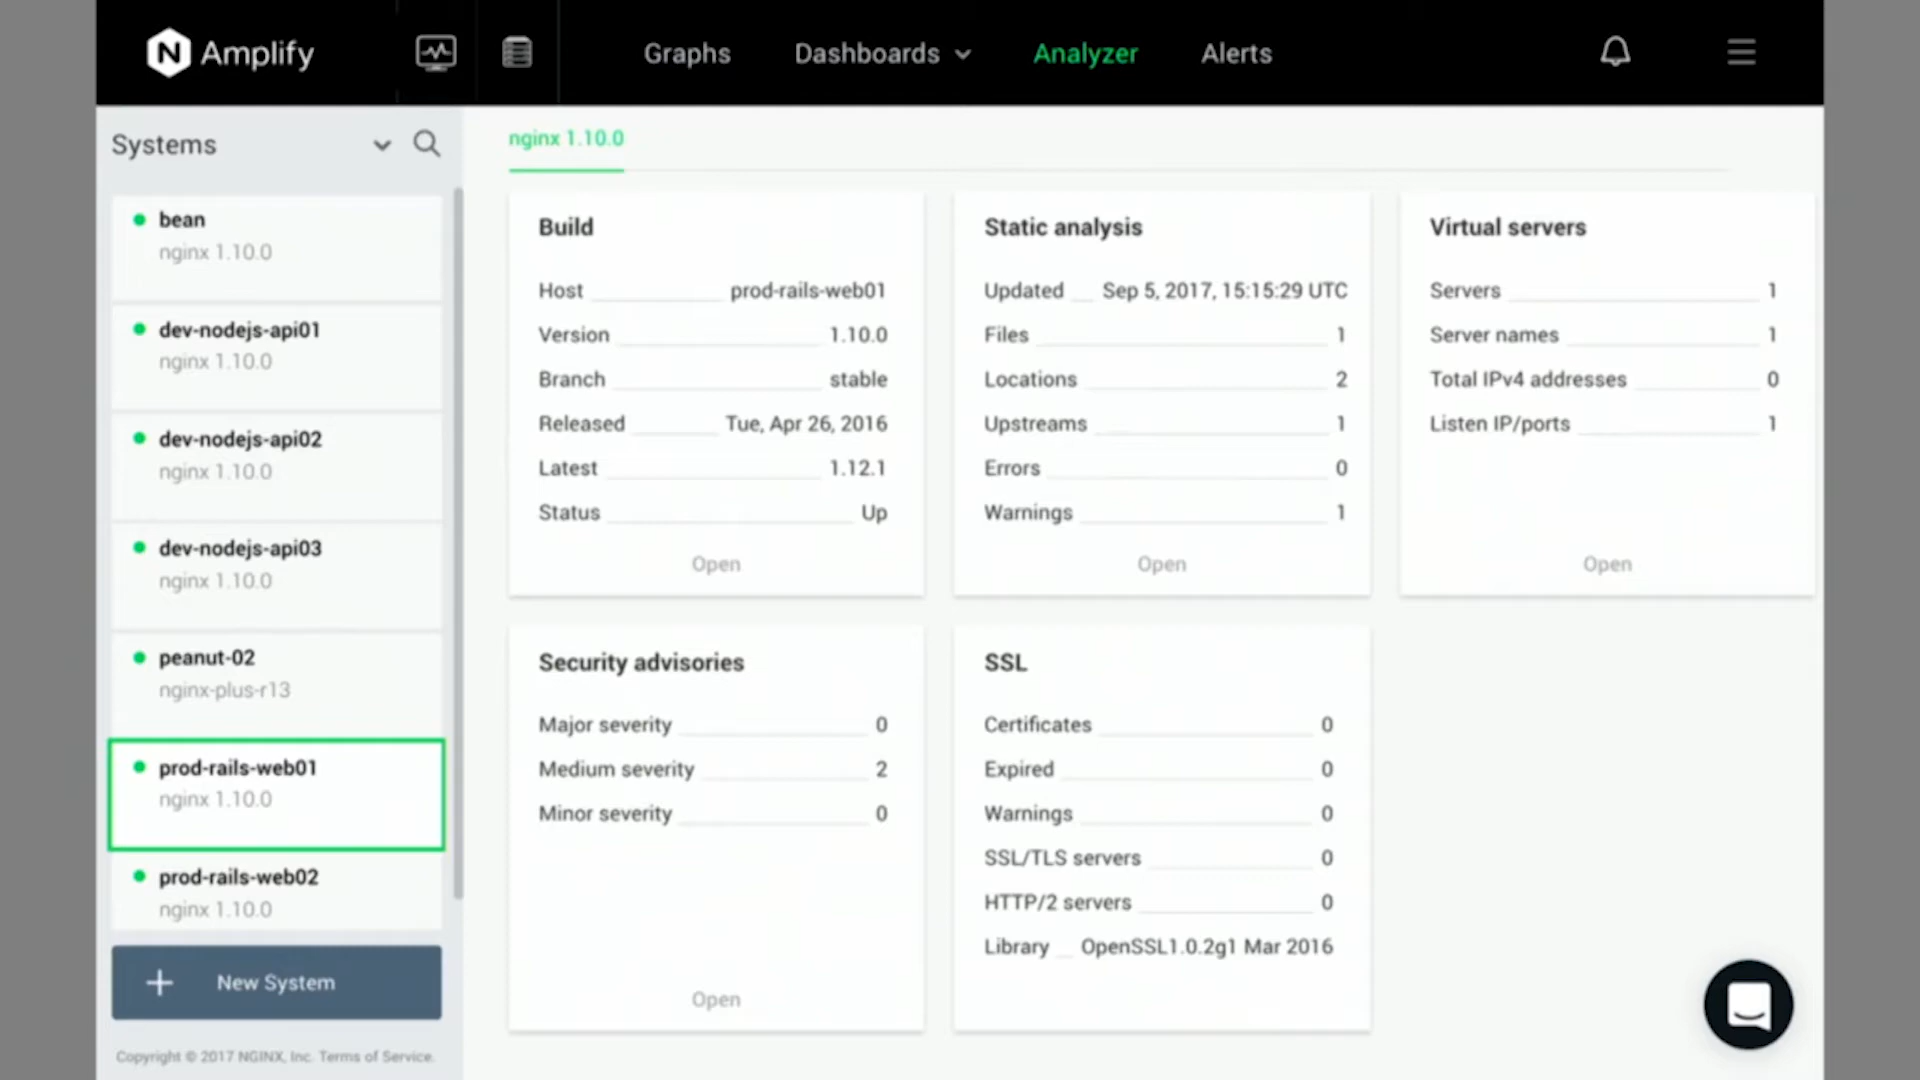 N Amplify
Graphs Dashboards Analyzer Alerts
Systems
bean
nginx 1.10.0
dev-nodejs-api01
nginx 1.10.0
dev-nodejs-api02
nginx 1.10.0
dev-nodejs-api03
nginx 1.10.0
peanut-02
nginx-plus-r13
prod-rails-web01
nginx 1.10.0
prod-rails-web02
nginx 1.10.0
+ New System
Copyright © 2017 NGINX, Inc. Terms of Service.
nginx 1.10.0
Build
Host prod-rails-web01
Version 1.10.0
Branch stable
Released Tue, Apr 26, 2016
Latest 1.12.1
Status Up
Open
Static analysis
Updated Sep 5, 2017, 15:15:29 UTC
Files 1
Locations 2
Upstreams 1
Errors 0
Warnings 1
Open
Virtual servers
Servers 1
Server names 1
Total IPv4 addresses 0
Listen IP/ports 1
Open
Security advisories
Major severity 0
Medium severity 2
Minor severity 0
Open
SSL
Certificates 0
Expired 0
Warnings 0
SSL/TLS servers 0
HTTP/2 servers 0
Library OpenSSL1.0.2g1 Mar 2016